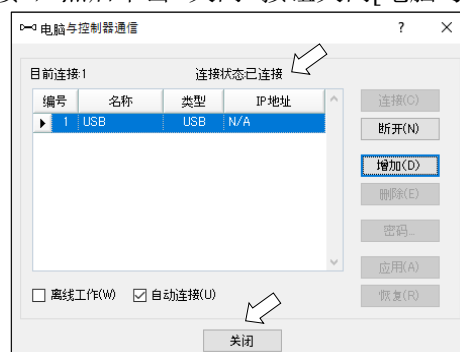 电脑与控制器通信 ? ×
目前连接:1 连接状态已连接
编号 名称 类型 IP地址
1 USB USB N/A
连接(C)
断开(N)
增加(D)
删除(E)
密码...
应用(A)
恢复(R)
离线工作(W) 自动连接(U)
关闭